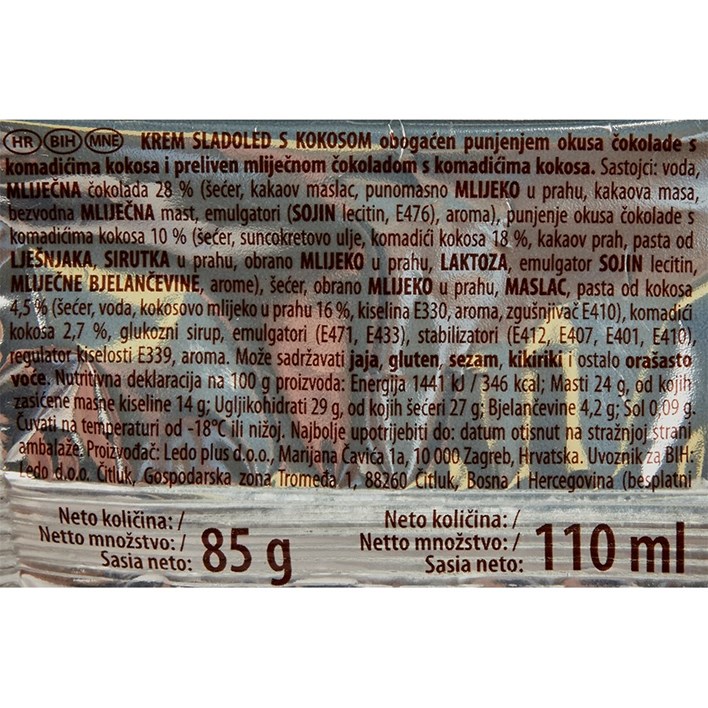 HR BIH MNE KREM SLADOLED S KOKOSOM obogaćen punjenjem okusa čokolade s
komadićima kokosa i preliven mliječnom čokoladom s komadićima kokosa. Sastojci: voda,
MLIJEČNA čokolada 28 % (šećer, kakaov maslac, punomasno MLIJEKO u prahu, kakaova masa,
bezvodna MLIJEČNA mast, emulgatori (SOJIN lecitin, E476), aroma), punjenje okusa čokolade s
komadićima kokosa 10 % (šećer, suncokretovo ulje, komadići kokosa 18 %, kakaov prah, pasta od
LJEŠNJAKA, SIRUTKA u prahu, obrano MLIJEKO u prahu, LAKTOZA, emulgator SOJIN lecitin,
MLIJEČNE BJELANČEVINE, arome), šećer, obrano MLIJEKO u prahu, MASLAC, pasta od kokosa
4,5 % (šećer, voda, kokosovo mlijeko u prahu 16 %, kiselina E330, aroma, zgušnjivač E410), komadići
kokosa 2,7 %, glukozni sirup, emulgatori (E471, E433), stabilizatori (E412, E407, E401, E410),
regulator kiselosti E339, aroma. Može sadržavati jaja, gluten, sezam, kikiriki i ostalo orašasto
voće. Nutritivna deklaracija na 100 g proizvoda: Energija 1441 kJ / 346 kcal; Masti 24 g, od kojih
zasićene masne kiseline 14 g; Ugljikohidrati 29 g, od kojih šećeri 27 g; Bjelančevine 4,2 g; Sol 0,09 g.
Čuvati na temperaturi od -18°C ili nižoj. Najbolje upotrijebiti do: datum otisnut na stražnjoj strani
ambalaže. Proizvođač: Ledo plus d.o.o., Marijana Čavića 1a, 10 000 Zagreb, Hrvatska. Uvoznik za BIH:
Ledo d.o.o. Čitluk, Gospodarska zona Tromeđa 1, 88260 Čitluk, Bosna i Hercegovina (besplatni
Neto količina: /
Netto množstvo: /
Sasia neto: 85 g
Neto količina: /
Netto množstvo: /
Sasia neto: 110 ml